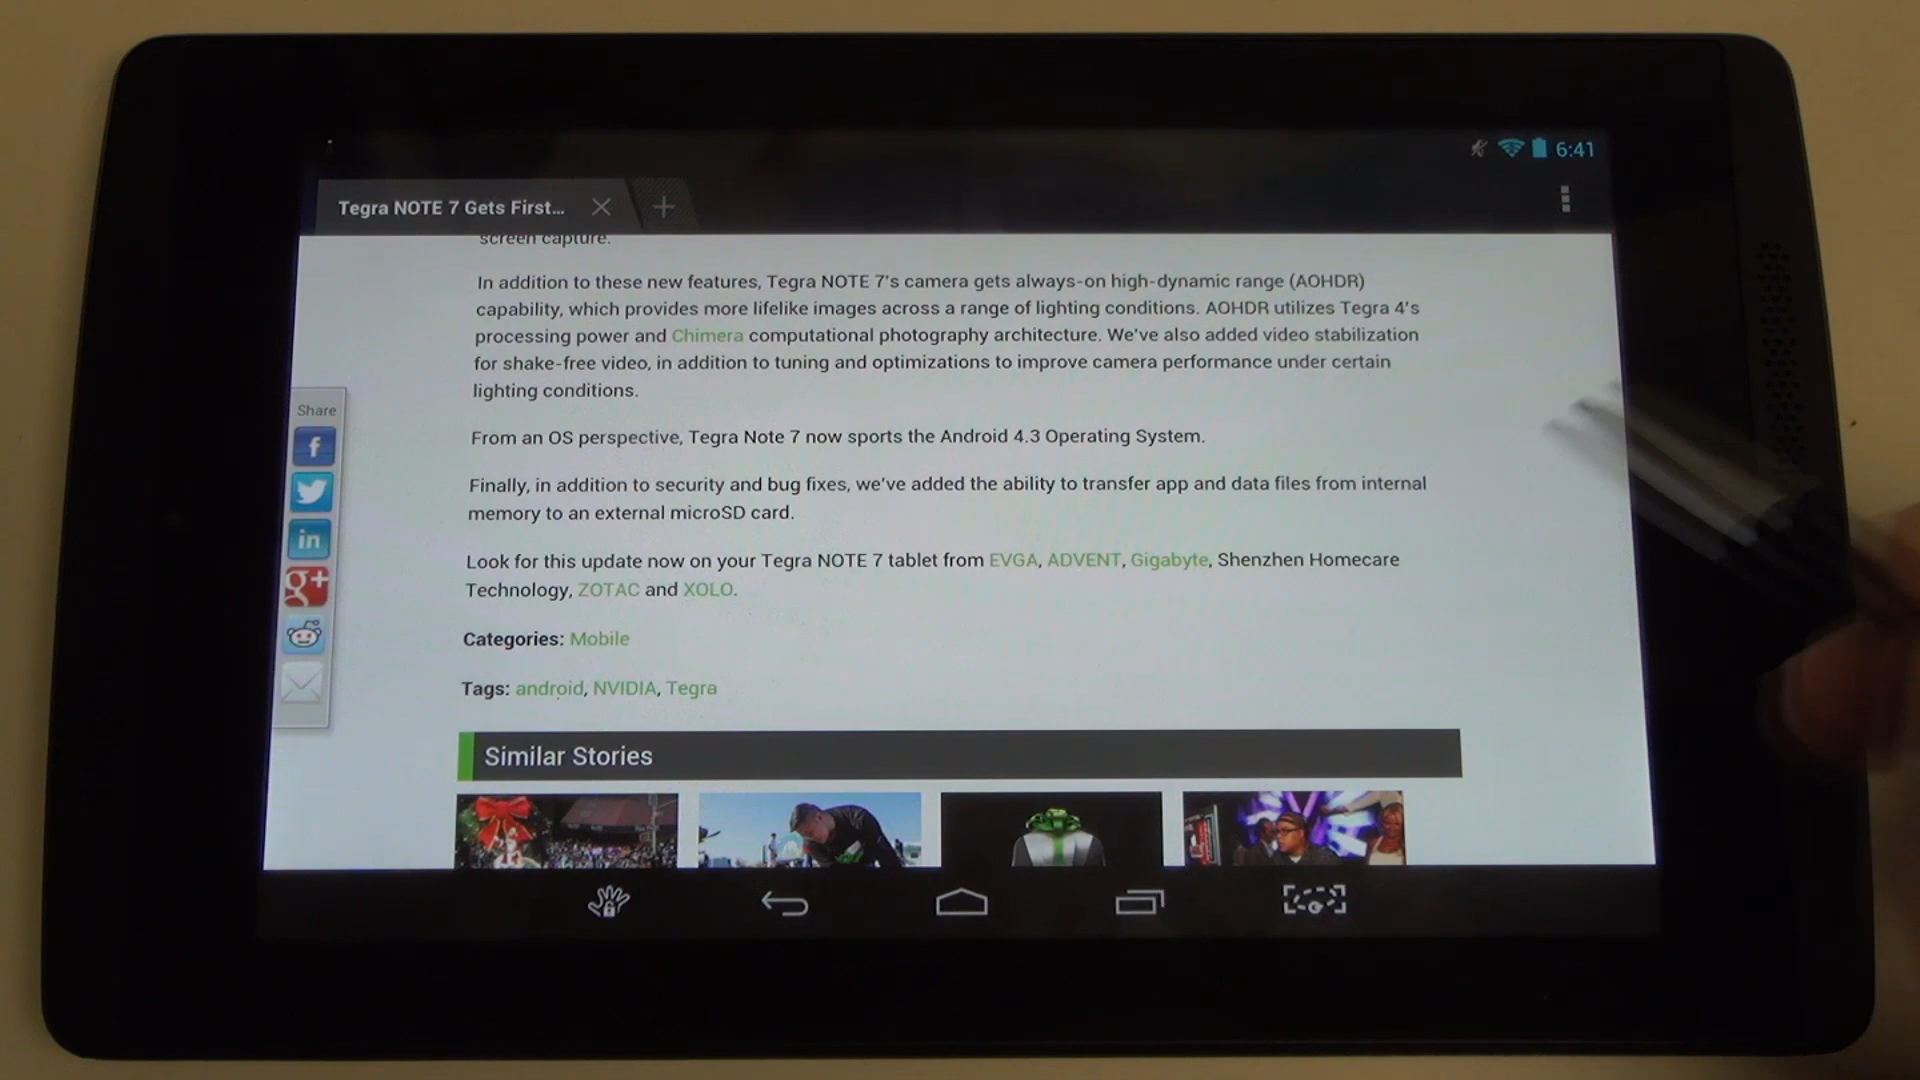 6:41
Tegra NOTE 7 Gets First...
screen capture.
In addition to these new features, Tegra NOTE 7's camera gets always-on high-dynamic range (AOHDR)
capability, which provides more lifelike images across a range of lighting conditions. AOHDR utilizes Tegra 4's
processing power and Chimera computational photography architecture. We've also added video stabilization
for shake-free video, in addition to tuning and optimizations to improve camera performance under certain
lighting conditions.
From an OS perspective, Tegra Note 7 now sports the Android 4.3 Operating System.
Finally, in addition to security and bug fixes, we've added the ability to transfer app and data files from internal
memory to an external microSD card.
Look for this update now on your Tegra NOTE 7 tablet from EVGA, ADVENT, Gigabyte, Shenzhen Homecare
Technology, ZOTAC and XOLO.
Categories: Mobile
Tags: android, NVIDIA, Tegra
Share
f
in
g+
Similar Stories